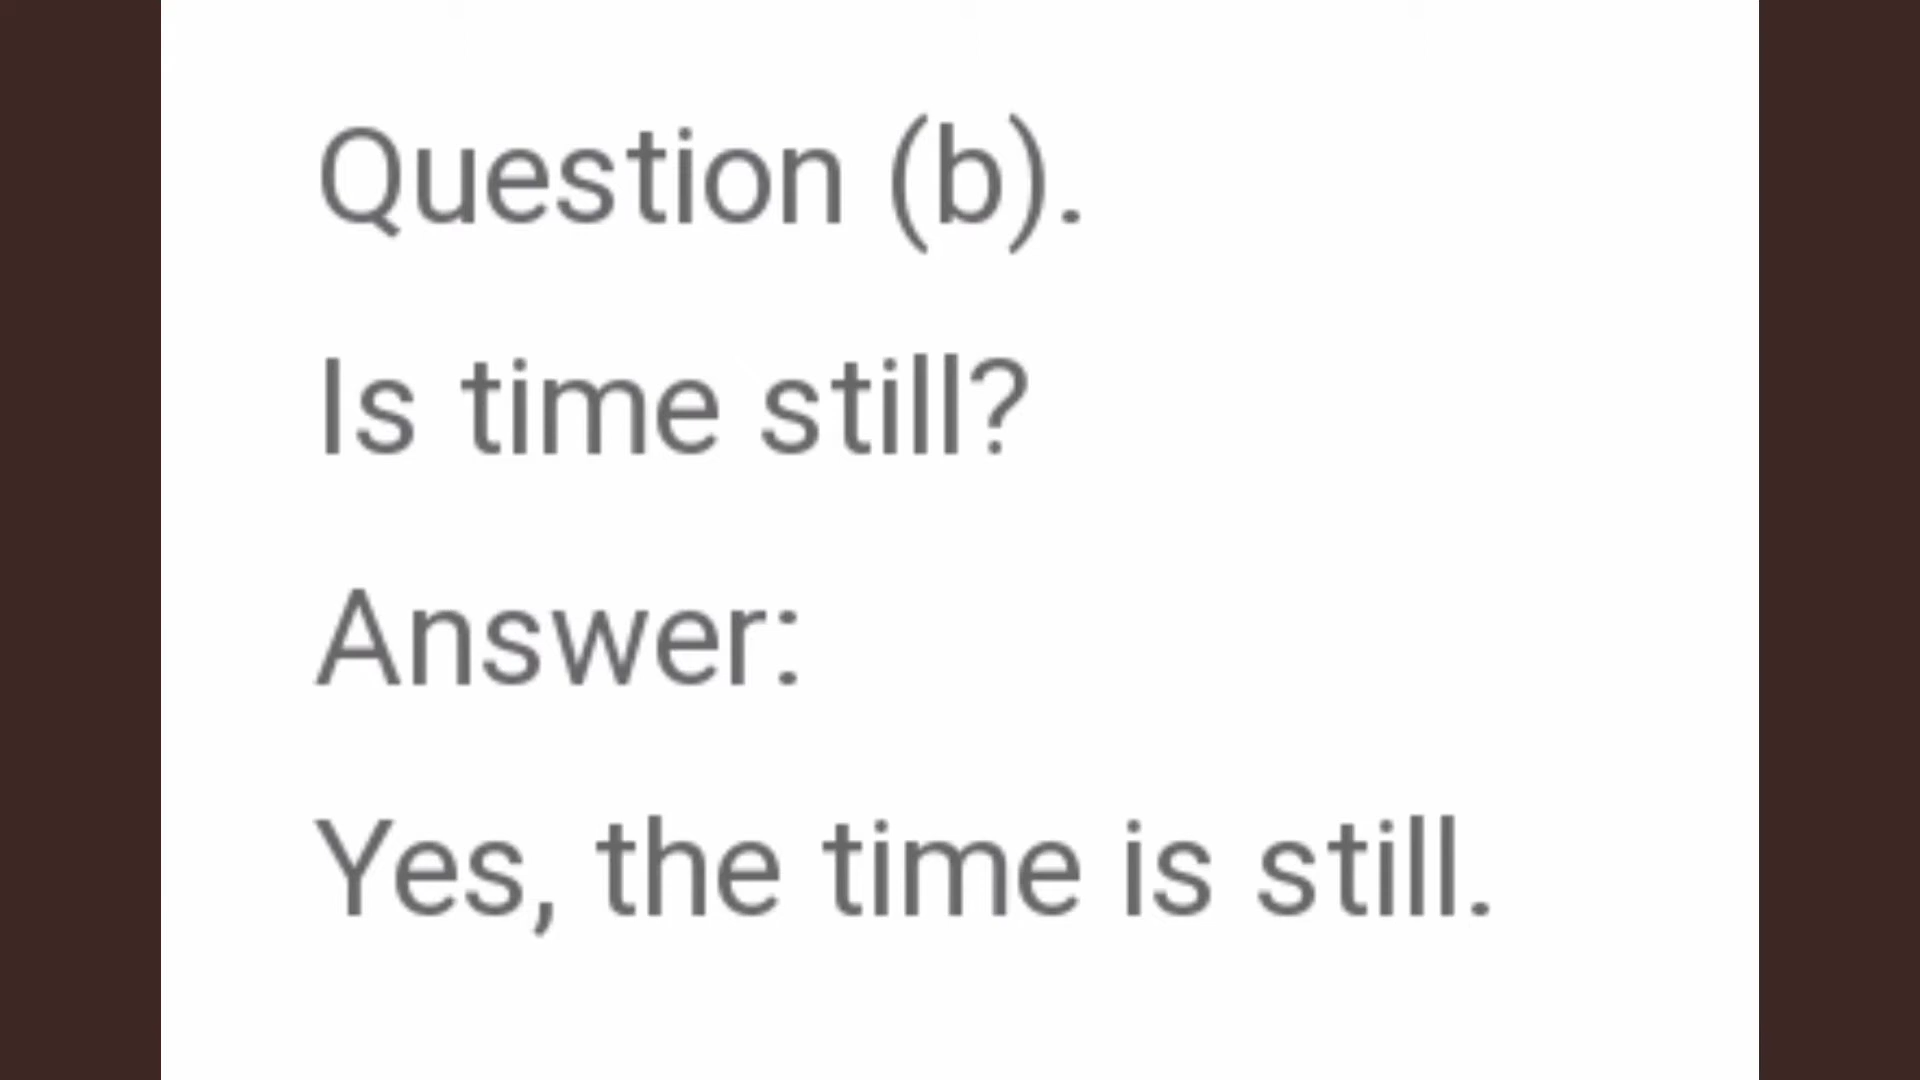 Question (b).
Is time still?
Answer:
Yes, the time is still.